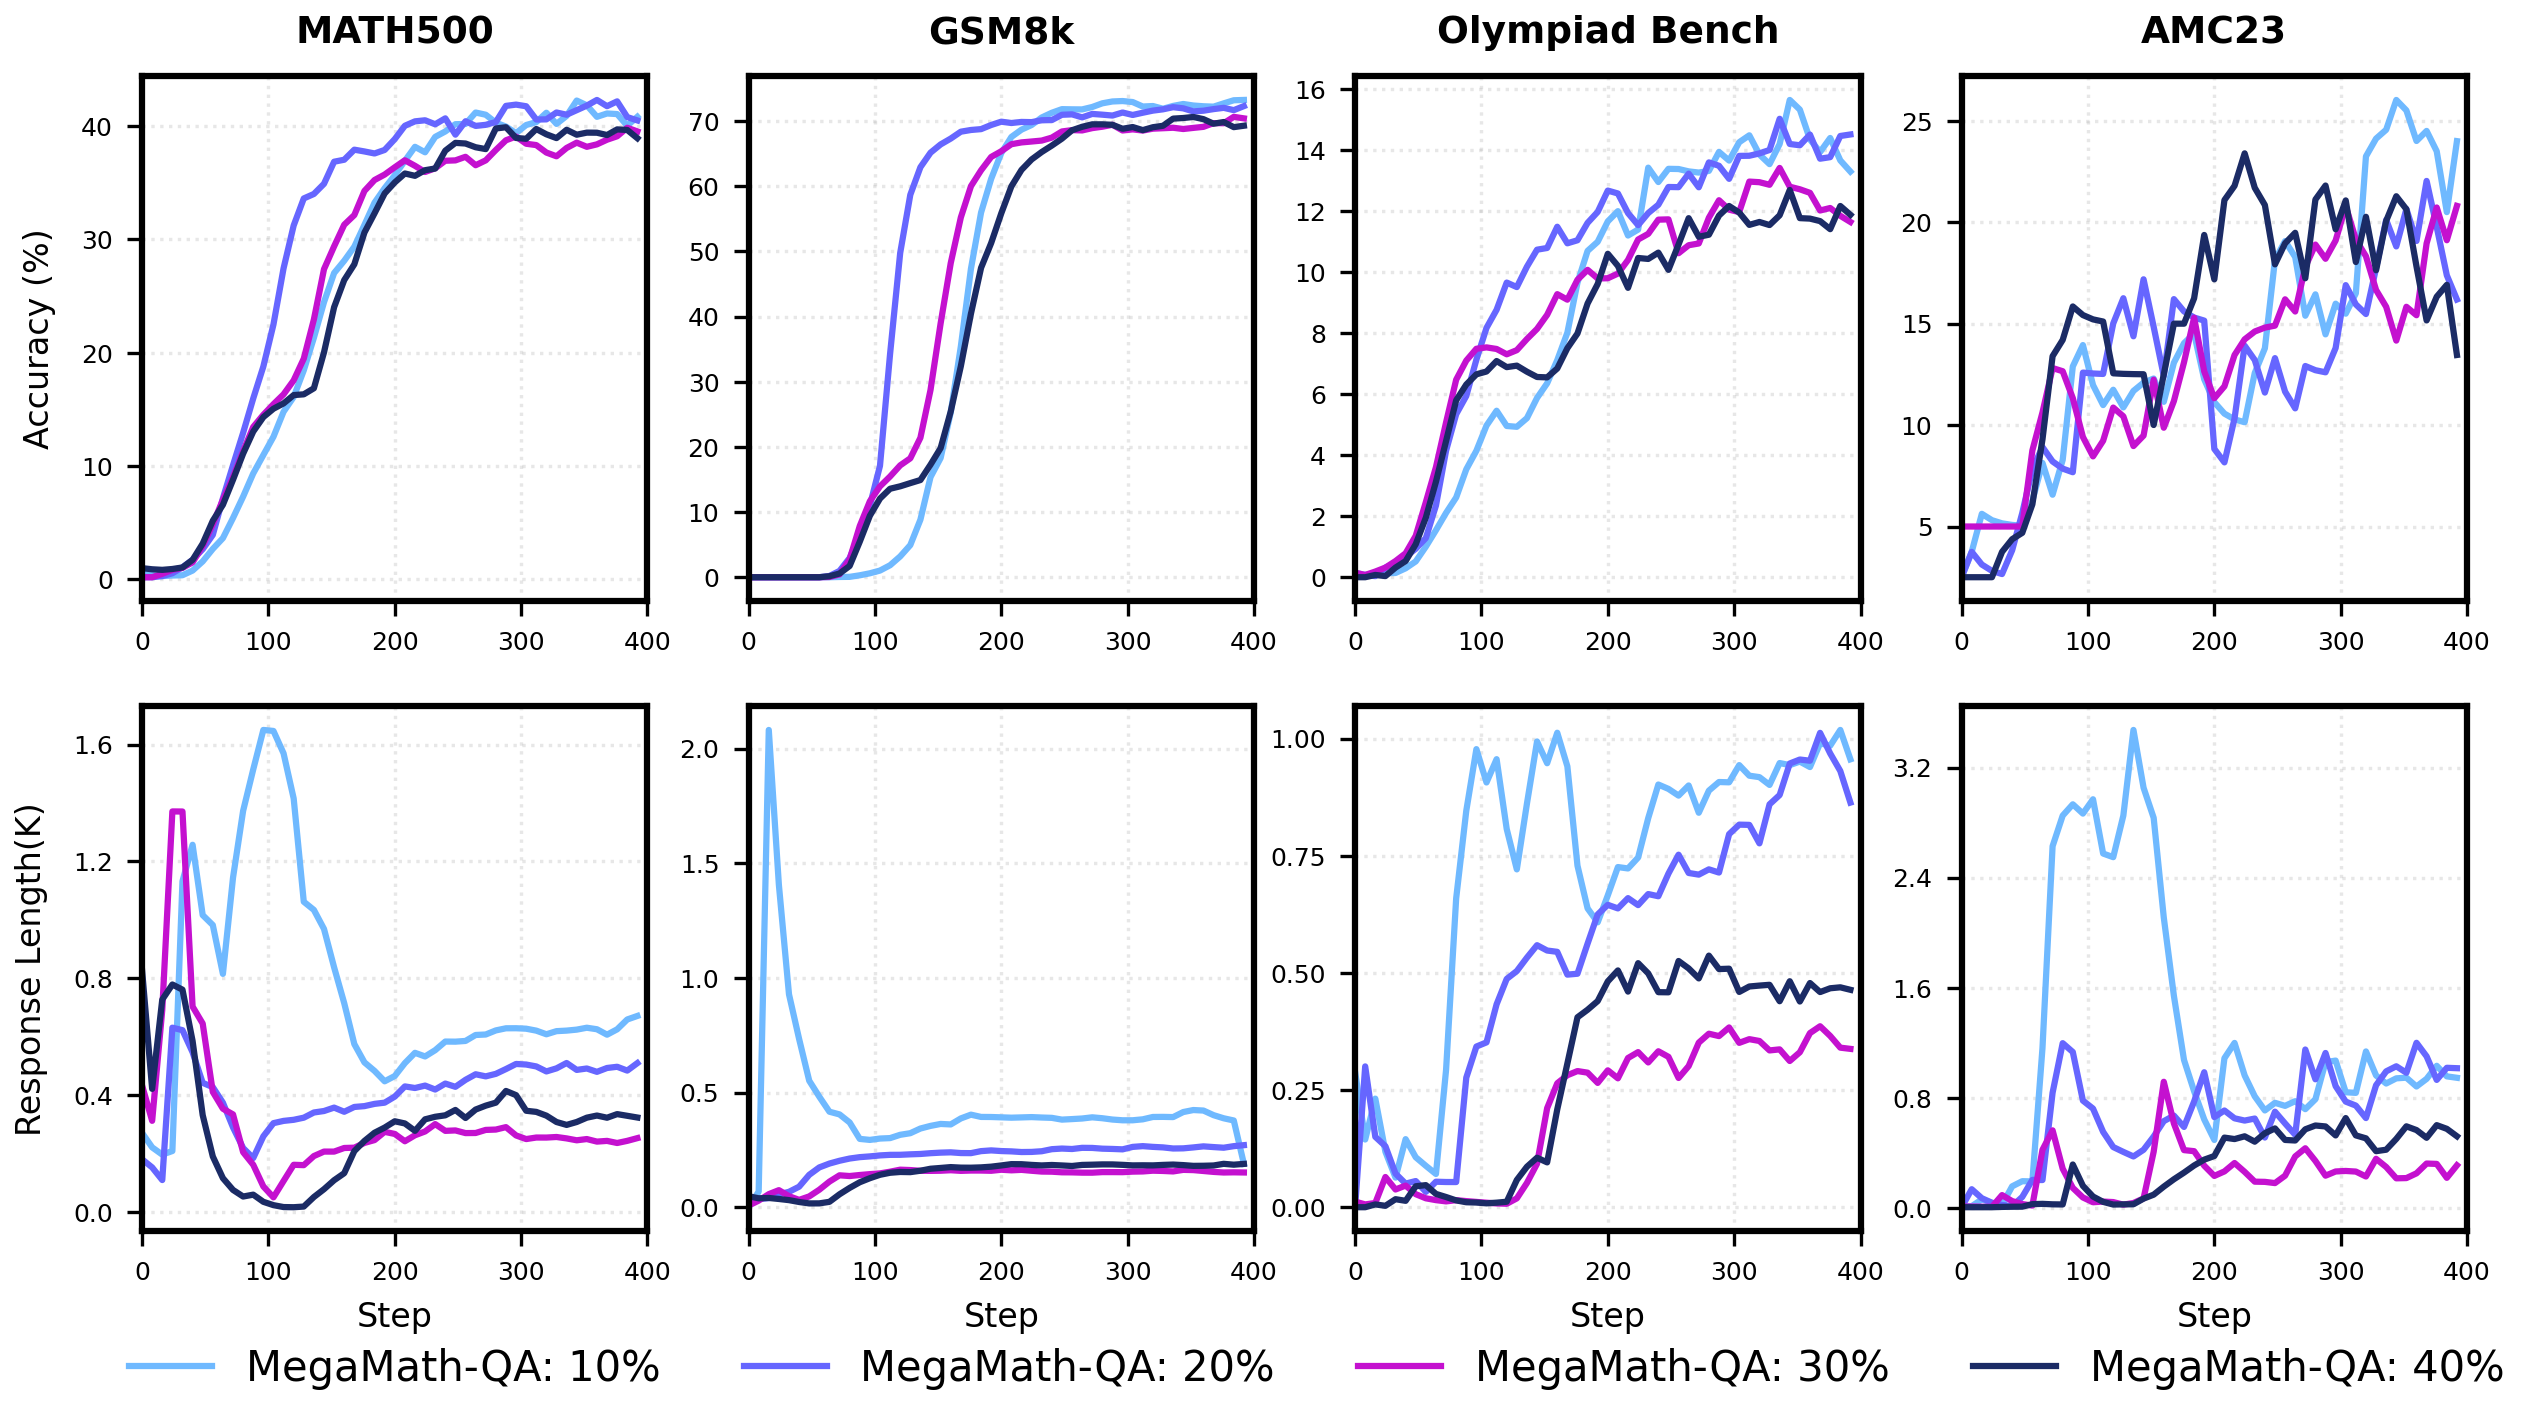 MATH500
GSM8k
Olympiad Bench
AMC23
Accuracy (%)
40
30
20
10
0
0 100 200 300 400
70
60
50
40
30
20
10
0
0 100 200 300 400
16
14
12
10
8
6
4
2
0
0 100 200 300 400
25
20
15
10
5
0 100 200 300 400
Response Length(K)
1.6
1.2
0.8
0.4
0.0
0 100 200 300 400
Step
2.0
1.5
1.0
0.5
0.0
0 100 200 300 400
Step
1.00
0.75
0.50
0.25
0.00
0 100 200 300 400
Step
3.2
2.4
1.6
0.8
0.0
0 100 200 300 400
Step
MegaMath-QA: 10%
MegaMath-QA: 20%
MegaMath-QA: 30%
MegaMath-QA: 40%